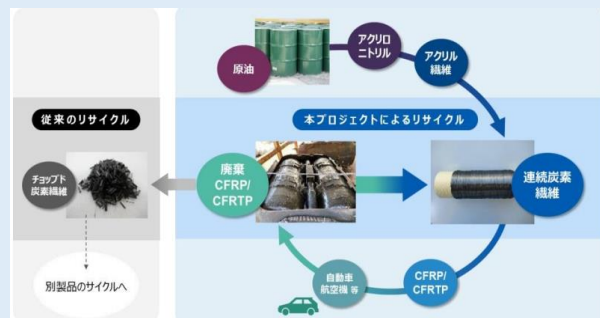 原油
アクリロ
ニトリル
アクリル
繊維
従来のリサイクル
本プロジェクトによるリサイクル
チョップド
炭素繊維
廃棄
CFRP/
CFRTP
連続炭素
繊維
別製品のサイクルへ
自動車
航空機 等
CFRP/
CFRTP